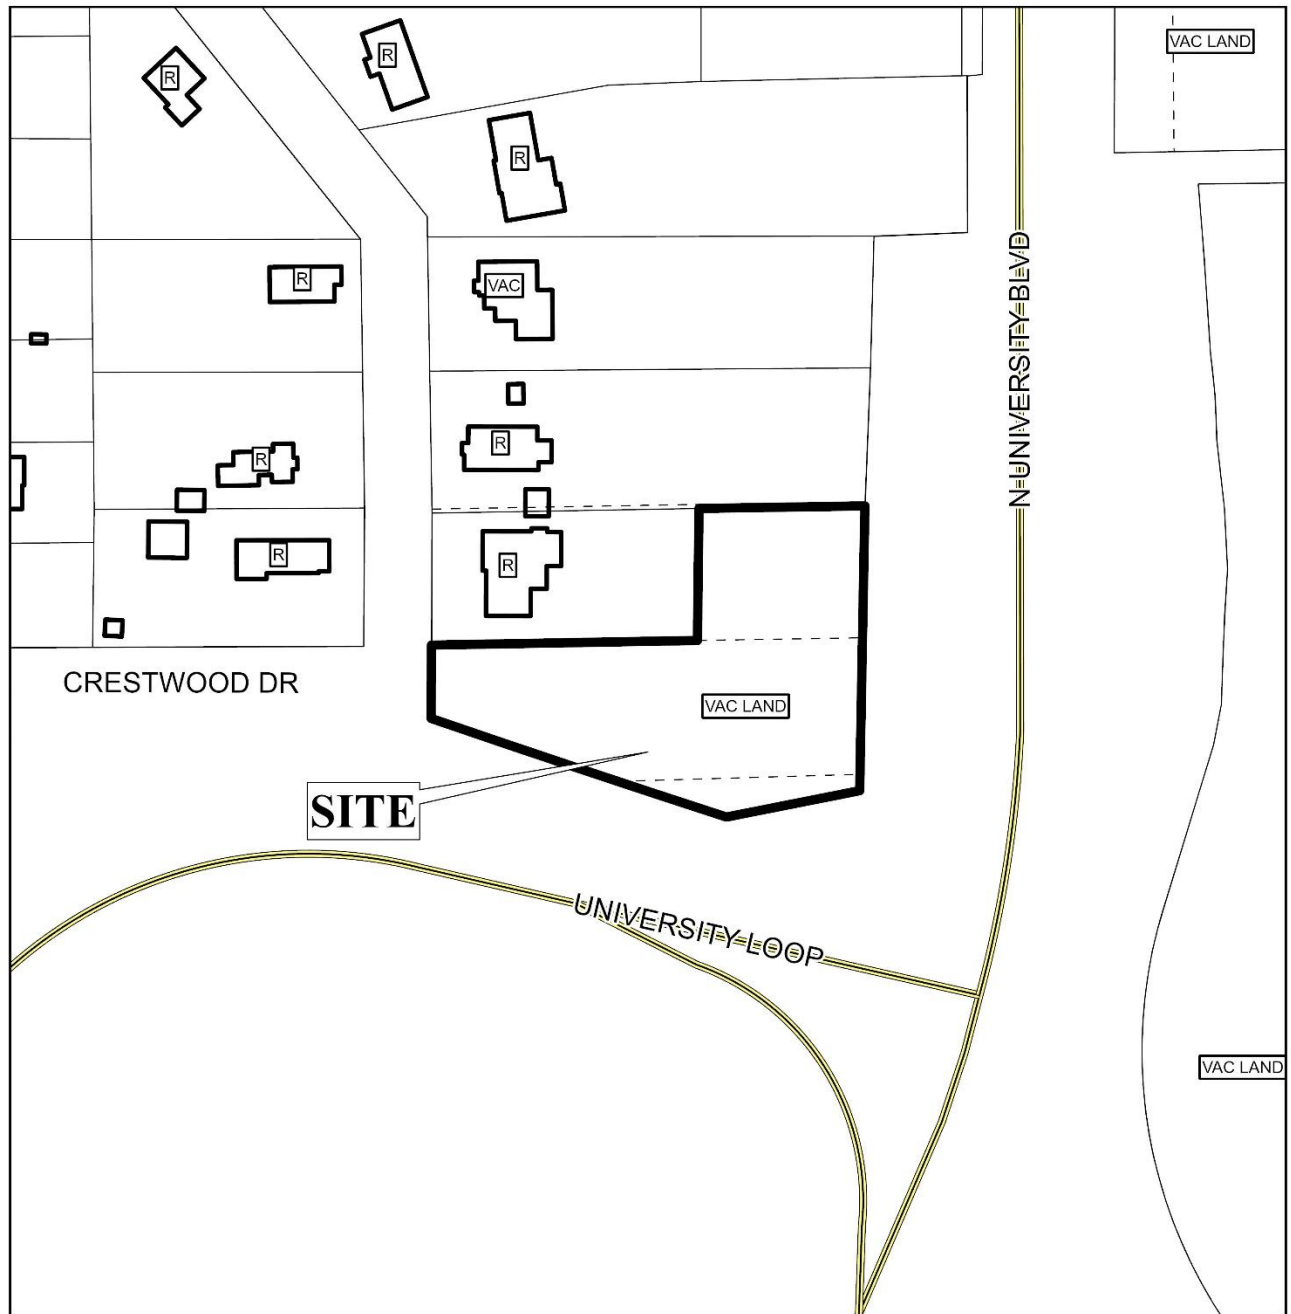 VAC LAND
R
R
R
R
VAC
N UNIVERSITY BLVD
R
R
R
R
CRESTWOOD DR
VAC LAND
SITE
UNIVERSITY LOOP
VAC LAND